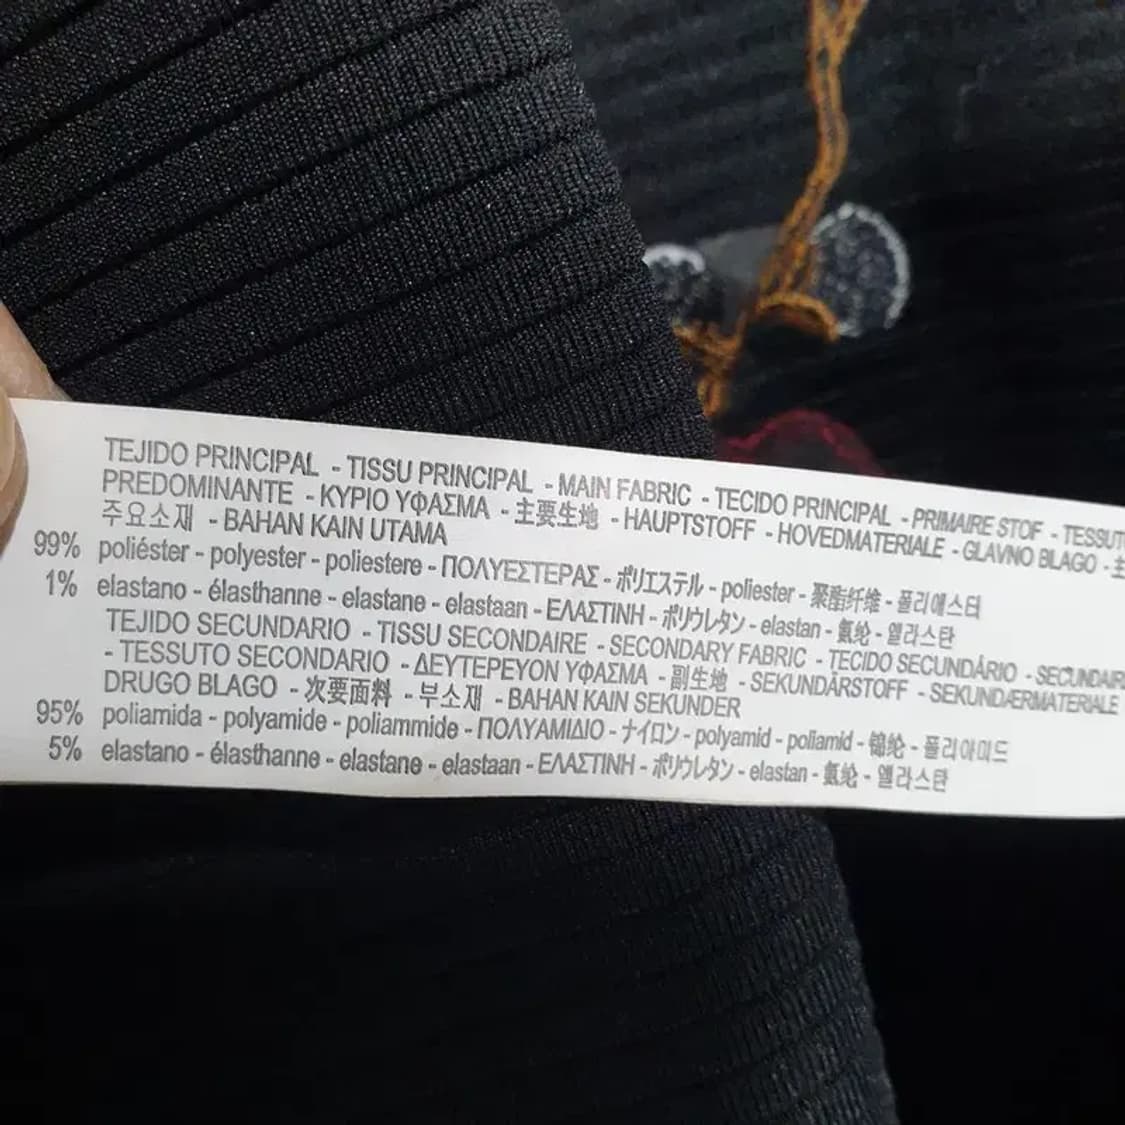 TEJIDO PRINCIPAL - TISSU PRINCIPAL - MAIN FABRIC - TECIDO PRINCIPAL - PRIMAIRE STOF - TESSUTO
PREDOMINANTE - ΚΥΡΙΟ ΥΦΑΣΜΑ - 主要生地 - HAUPTSTOFF - HOVEDMATERIALE - GLAVNO BLAGO - 主
주요소재 - BAHAN KAIN UTAMA
99% poliéster - polyester - poliestere - ΠΟΛΥΕΣΤΕΡΑΣ - ポリエステル - poliester - 聚酯纤维 - 폴리에스터
1% elastano - élasthanne - elastane - elastaan - ΕΛΑΣΤΙΝΗ - ポリウレタン - elastan - 氨纶 - 엘라스탄
TEJIDO SECUNDARIO - TISSU SECONDAIRE - SECONDARY FABRIC - TECIDO SECUNDÁRIO - SECUNDAIRE
- TESSUTO SECONDARIO - ΔΕΥΤΕΡΕΥΟΝ ΥΦΑΣΜΑ - 副生地 - SEKUNDÄRSTOFF - SEKUNDÆRMATERIALE
DRUGO BLAGO - 次要面料 - 부소재 - BAHAN KAIN SEKUNDER
95% poliamida - polyamide - poliammide - ΠΟΛΥΑΜΙΔΙΟ - ナイロン - polyamid - poliamid - 锦纶 - 폴리아미드
5% elastano - élasthanne - elastane - elastaan - ΕΛΑΣΤΙΝΗ - ポリウレタン - elastan - 氨纶 - 엘라스탄